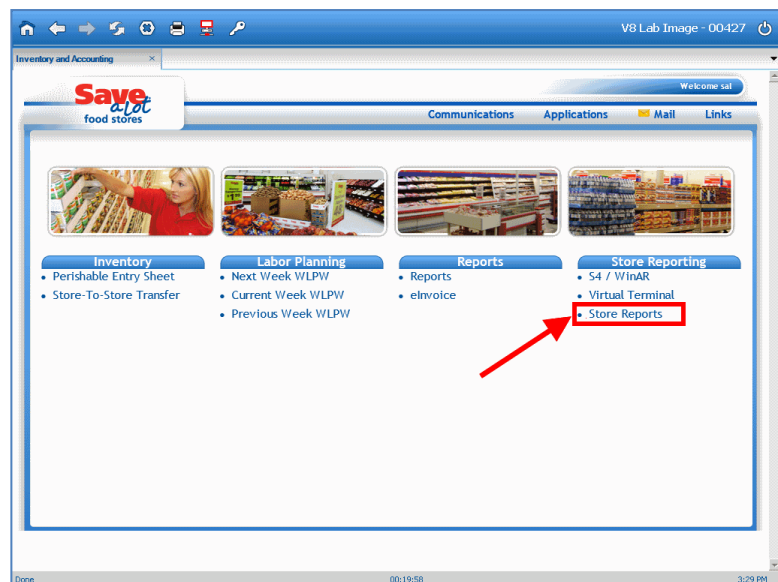 V8 Lab Image - 00427
Inventory and Accounting
Welcome sal
Save
a lot
food stores
Communications Applications Mail Links
Inventory
Perishable Entry Sheet
Store-To-Store Transfer
Labor Planning
Next Week WLPW
Current Week WLPW
Previous Week WLPW
Reports
Reports
eInvoice
Store Reporting
S4 / WinAR
Virtual Terminal
Store Reports
Done 00:19:58 3:29 PM